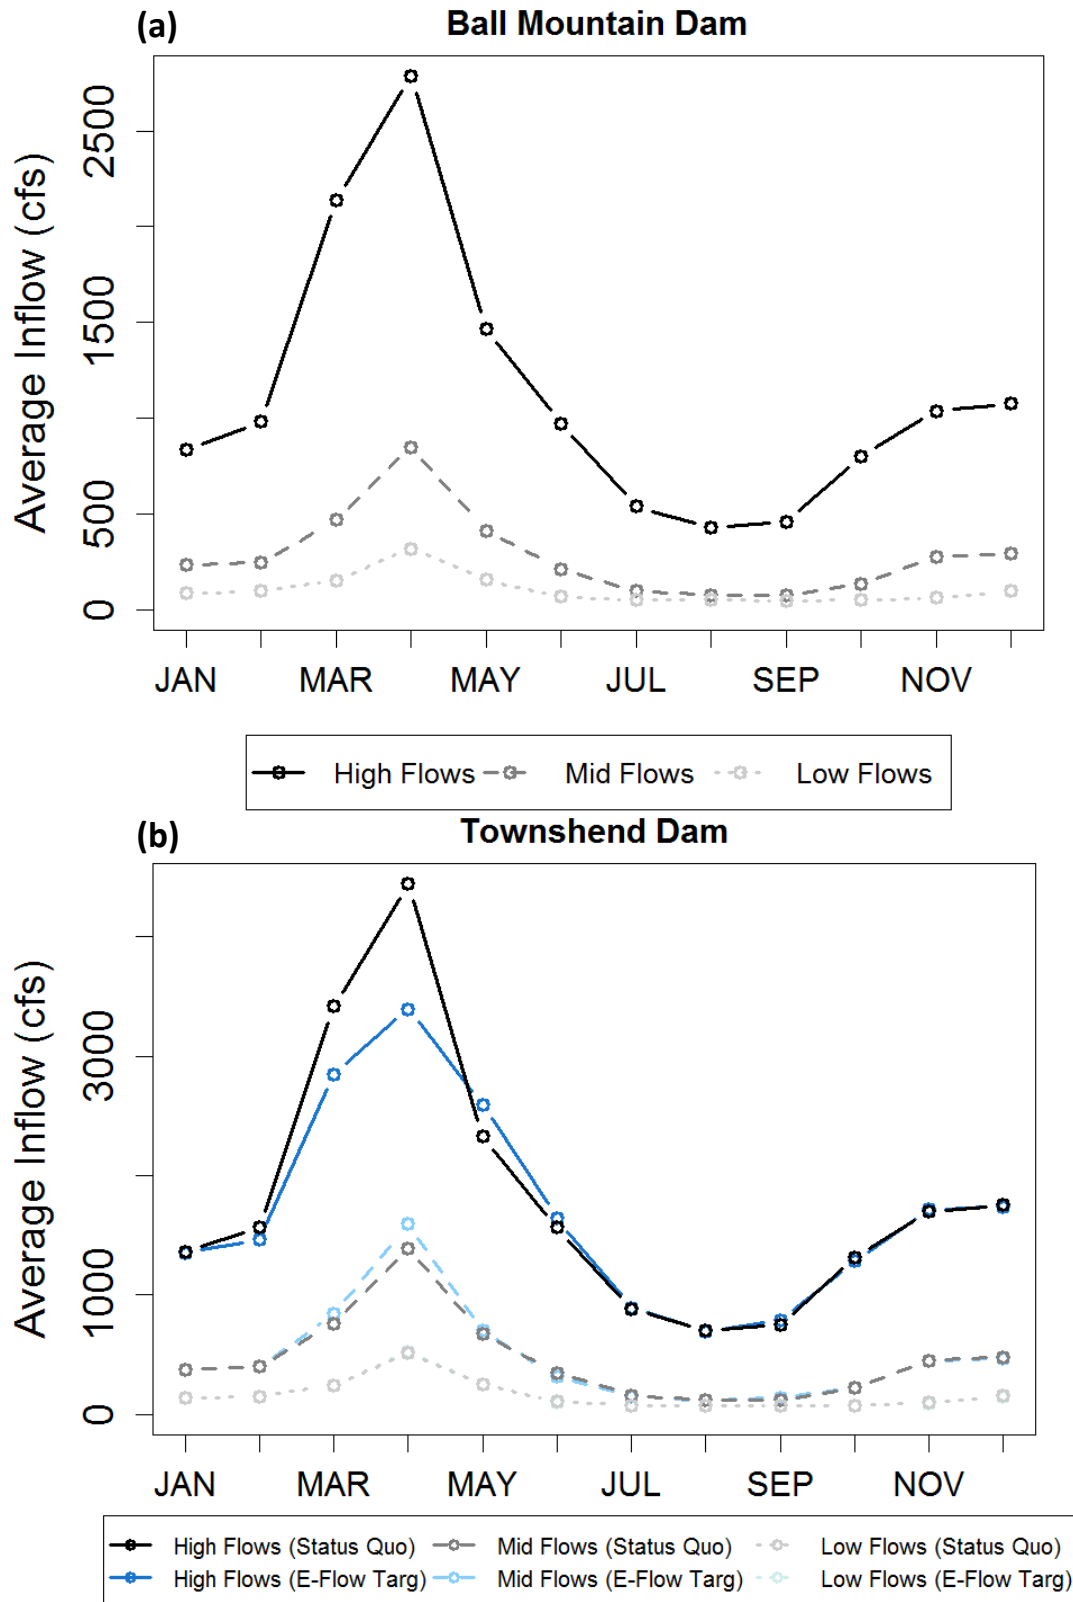 (a) Ball Mountain Dam
Average Inflow (cfs)
2500
1500
500
0
JAN MAR MAY JUL SEP NOV
High Flows Mid Flows Low Flows
(b) Townshend Dam
Average Inflow (cfs)
3000
1000
0
JAN MAR MAY JUL SEP NOV
High Flows (Status Quo) Mid Flows (Status Quo) Low Flows (Status Quo)
High Flows (E-Flow Targ) Mid Flows (E-Flow Targ) Low Flows (E-Flow Targ)